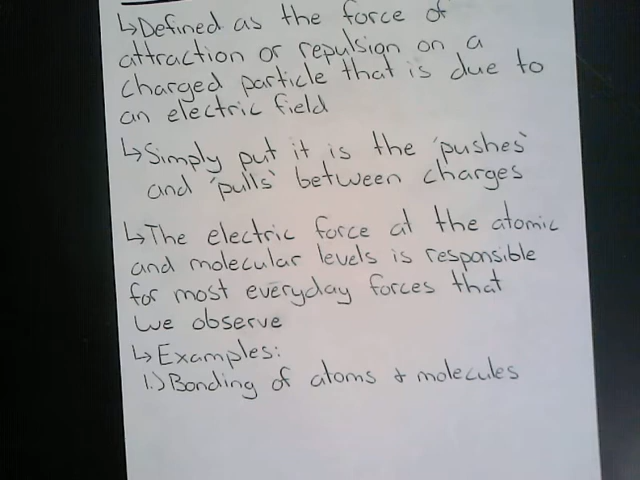 ↳Defined as the force of
attraction or repulsion on a
charged particle that is due to
an electric field
↳Simply put it is the 'pushes'
and 'pulls' between charges
↳The electric force at the atomic
and molecular levels is responsible
for most everyday forces that
we observe
↳Examples:
1.) Bonding of atoms & molecules